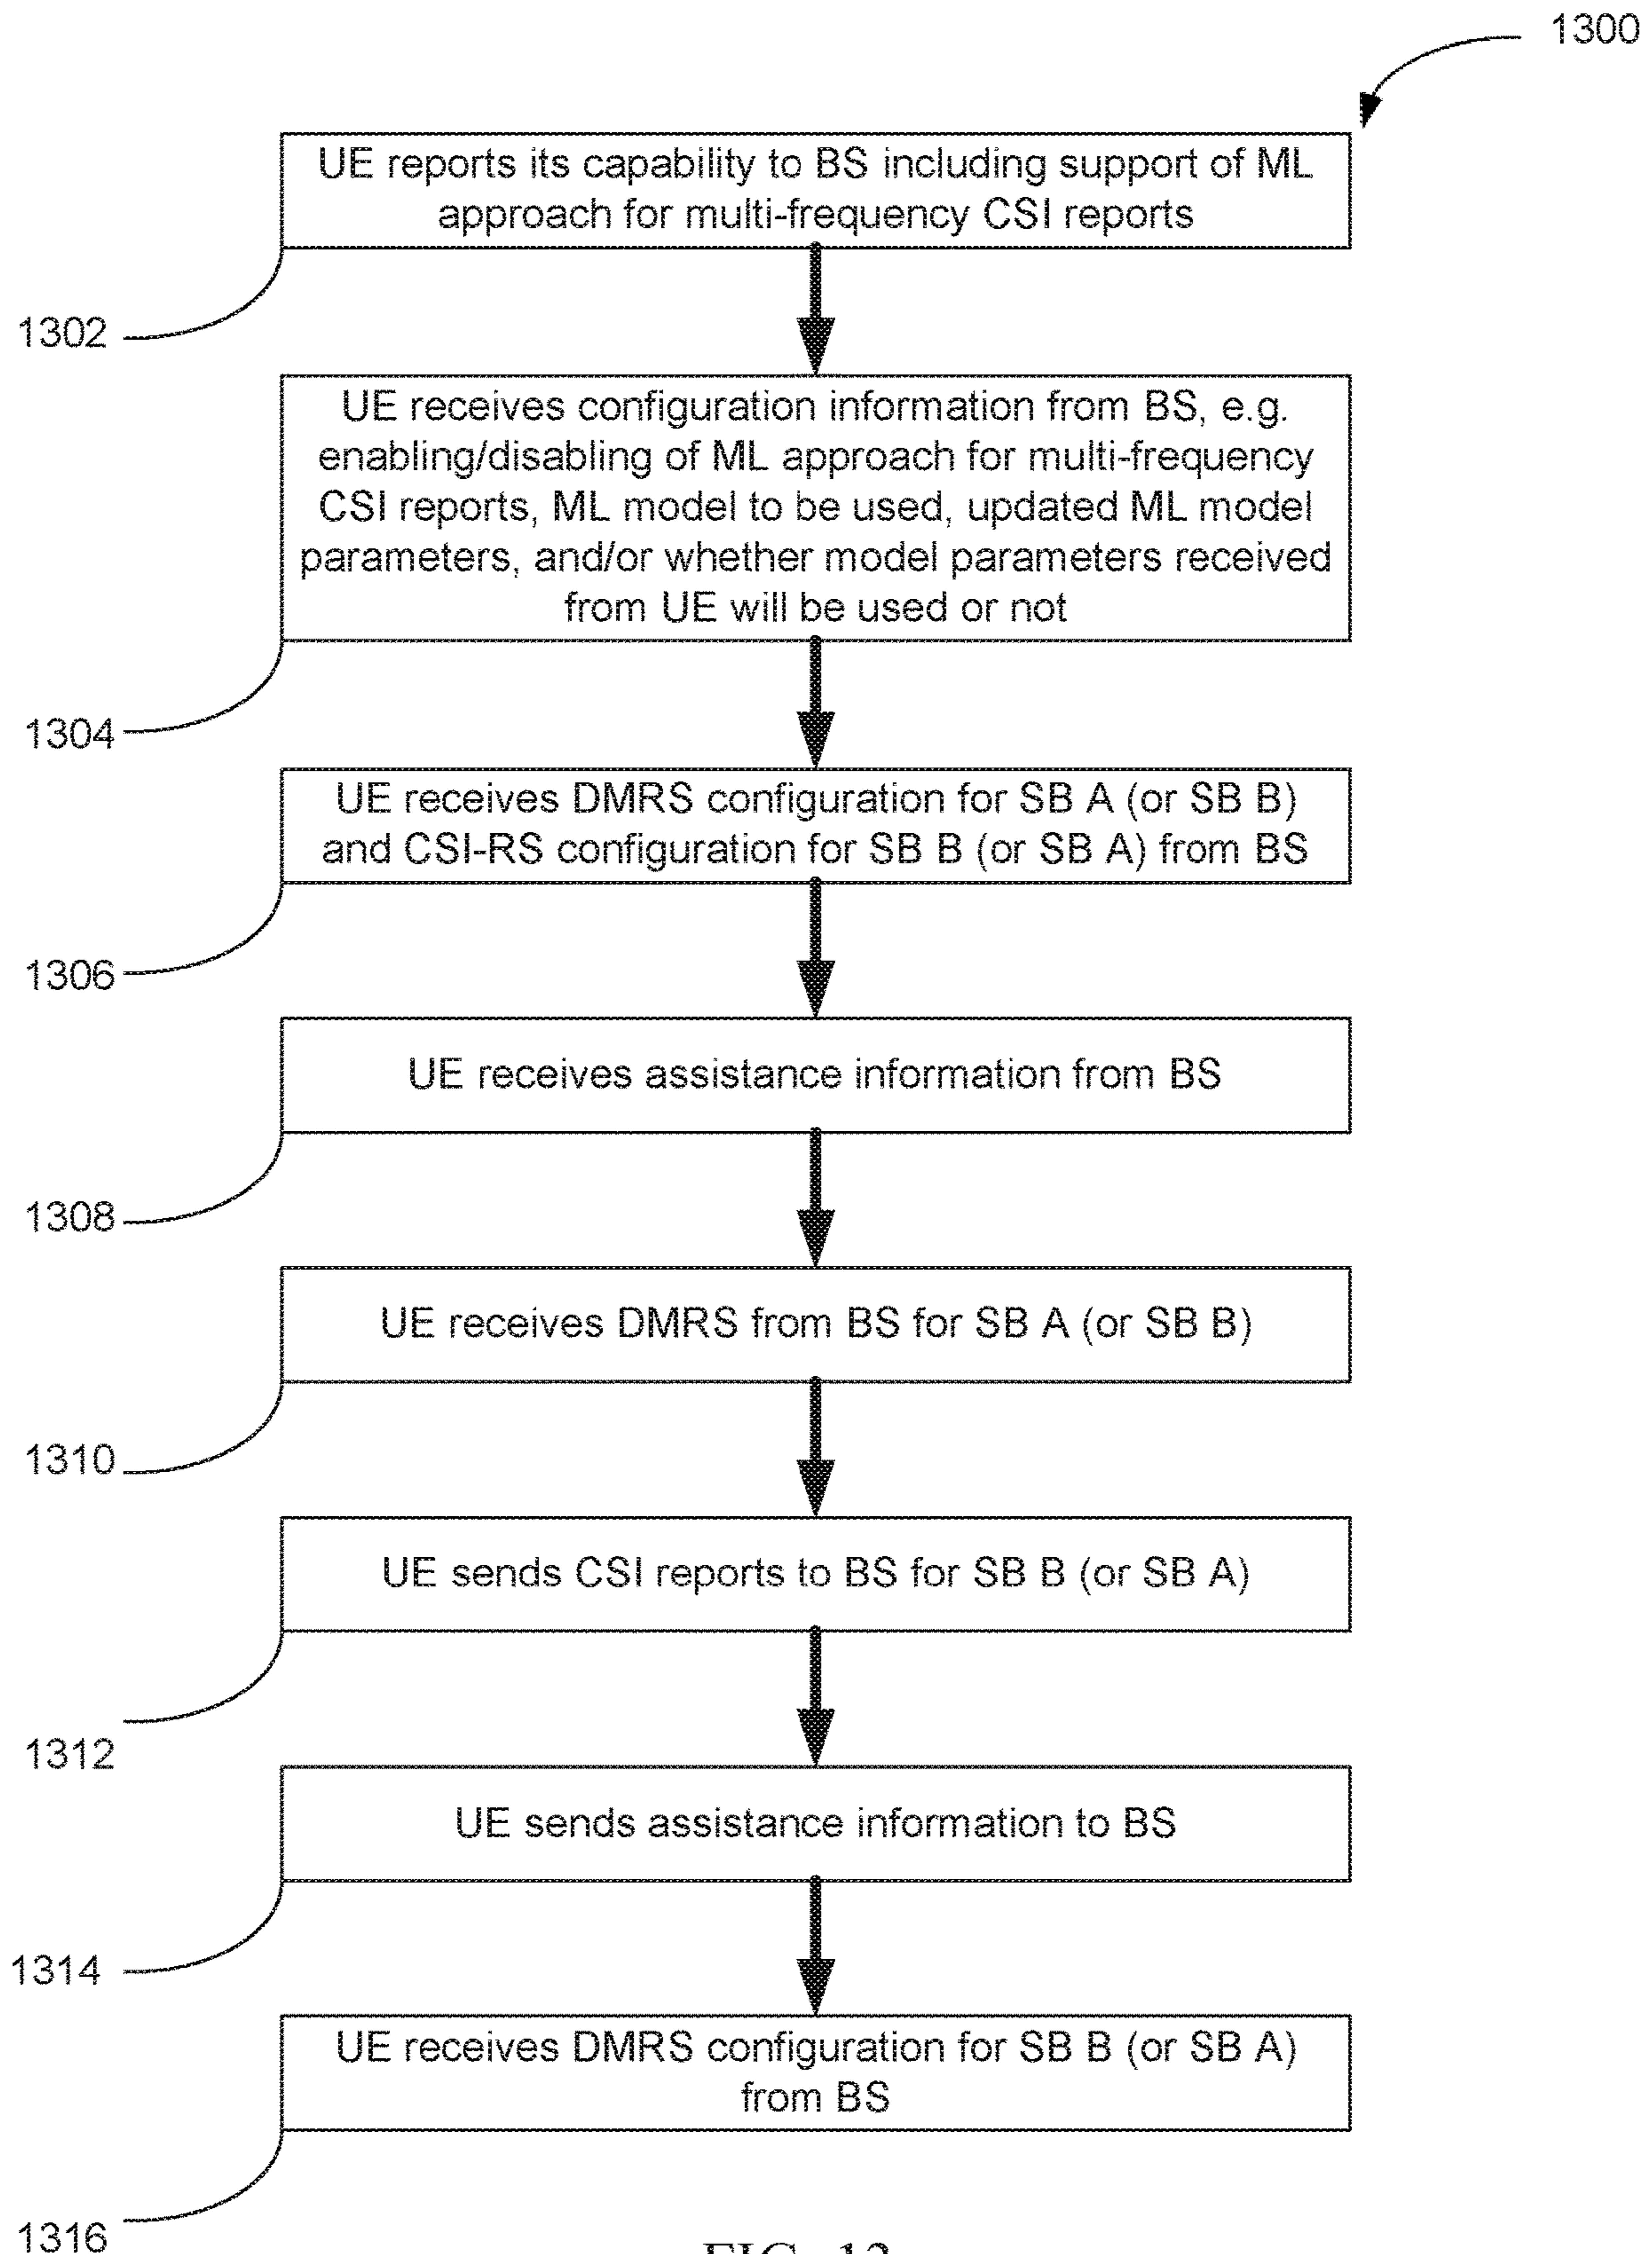 1300
UE reports its capability to BS including support of ML
approach for multi-frequency CSI reports
1302
UE receives configuration information from BS, e.g.
enabling/disabling of ML approach for multi-frequency
CSI reports, ML model to be used, updated ML model
parameters, and/or whether model parameters received
from UE will be used or not
1304
UE receives DMRS configuration for SB A (or SB B)
and CSI-RS configuration for SB B (or SB A) from BS
1306
UE receives assistance information from BS
1308
UE receives DMRS from BS for SB A (or SB B)
1310
UE sends CSI reports to BS for SB B (or SB A)
1312
UE sends assistance information to BS
1314
UE receives DMRS configuration for SB B (or SB A)
from BS
1316
FIG. 13